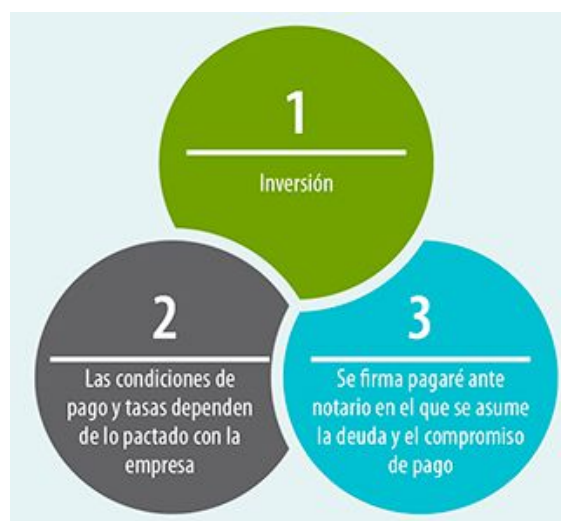 1
Inversión
2
Las condiciones de
pago y tasas dependen
de lo pactado con la
empresa
3
Se firma pagaré ante
notario en el que se asume
la deuda y el compromiso
de pago